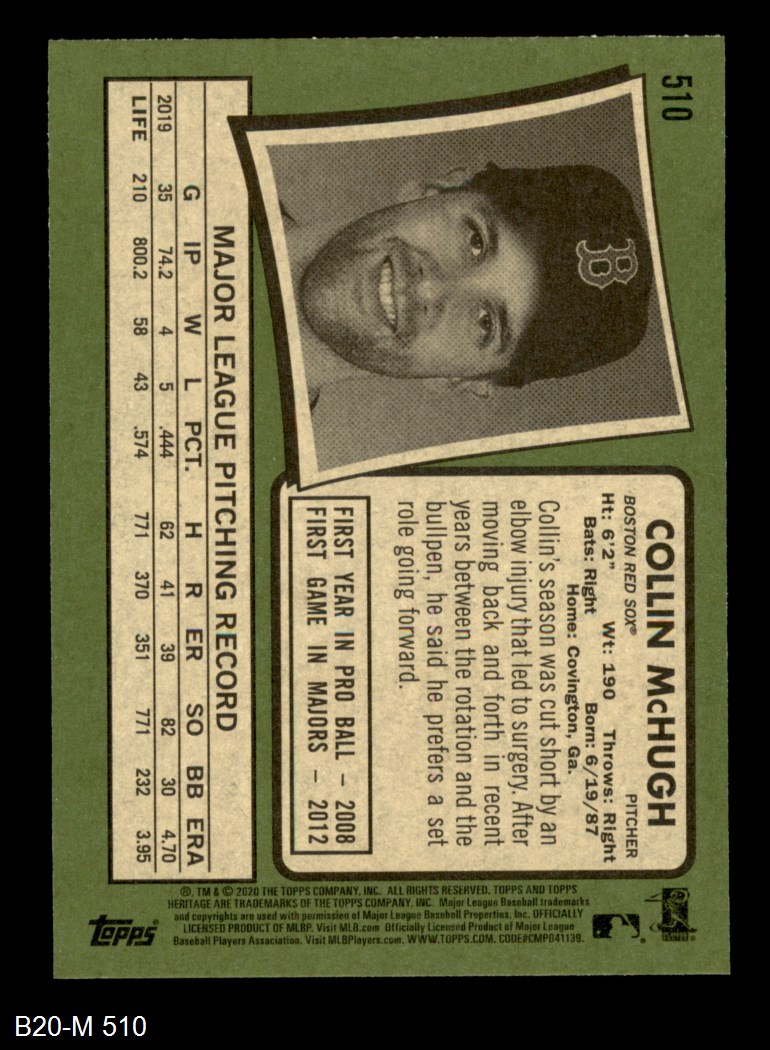 510
COLLIN McHUGH
BOSTON RED SOX® PITCHER
Ht: 6'2" Wt: 190 Throws: Right
Bats: Right Born: 6/19/87
Home: Covington, Ga.
Collin's season was cut short by an
elbow injury that led to surgery. After
moving back and forth in recent
years between the rotation and the
bullpen, he said he prefers a set
role going forward.
FIRST YEAR IN PRO BALL – 2008
FIRST GAME IN MAJORS – 2012
B
MAJOR LEAGUE PITCHING RECORD
G IP W L PCT. H R ER SO BB ERA
2019 35 74.2 4 5 .444 62 41 39 82 30 4.70
LIFE 210 800.2 58 43 .574 771 370 351 771 232 3.95
®, TM & © 2020 THE TOPPS COMPANY, INC. ALL RIGHTS RESERVED. TOPPS AND TOPPS
HERITAGE ARE TRADEMARKS OF THE TOPPS COMPANY, INC. Major League Baseball trademarks
and copyrights are used with permission of Major League Baseball Properties, Inc. OFFICIALLY
LICENSED PRODUCT OF MLBP. Visit MLB.com Officially Licensed Product of Major League
Baseball Players Association. Visit MLBPlayers.com. WWW.TOPPS.COM. CODE#CMP041139.
topps®
B20-M 510